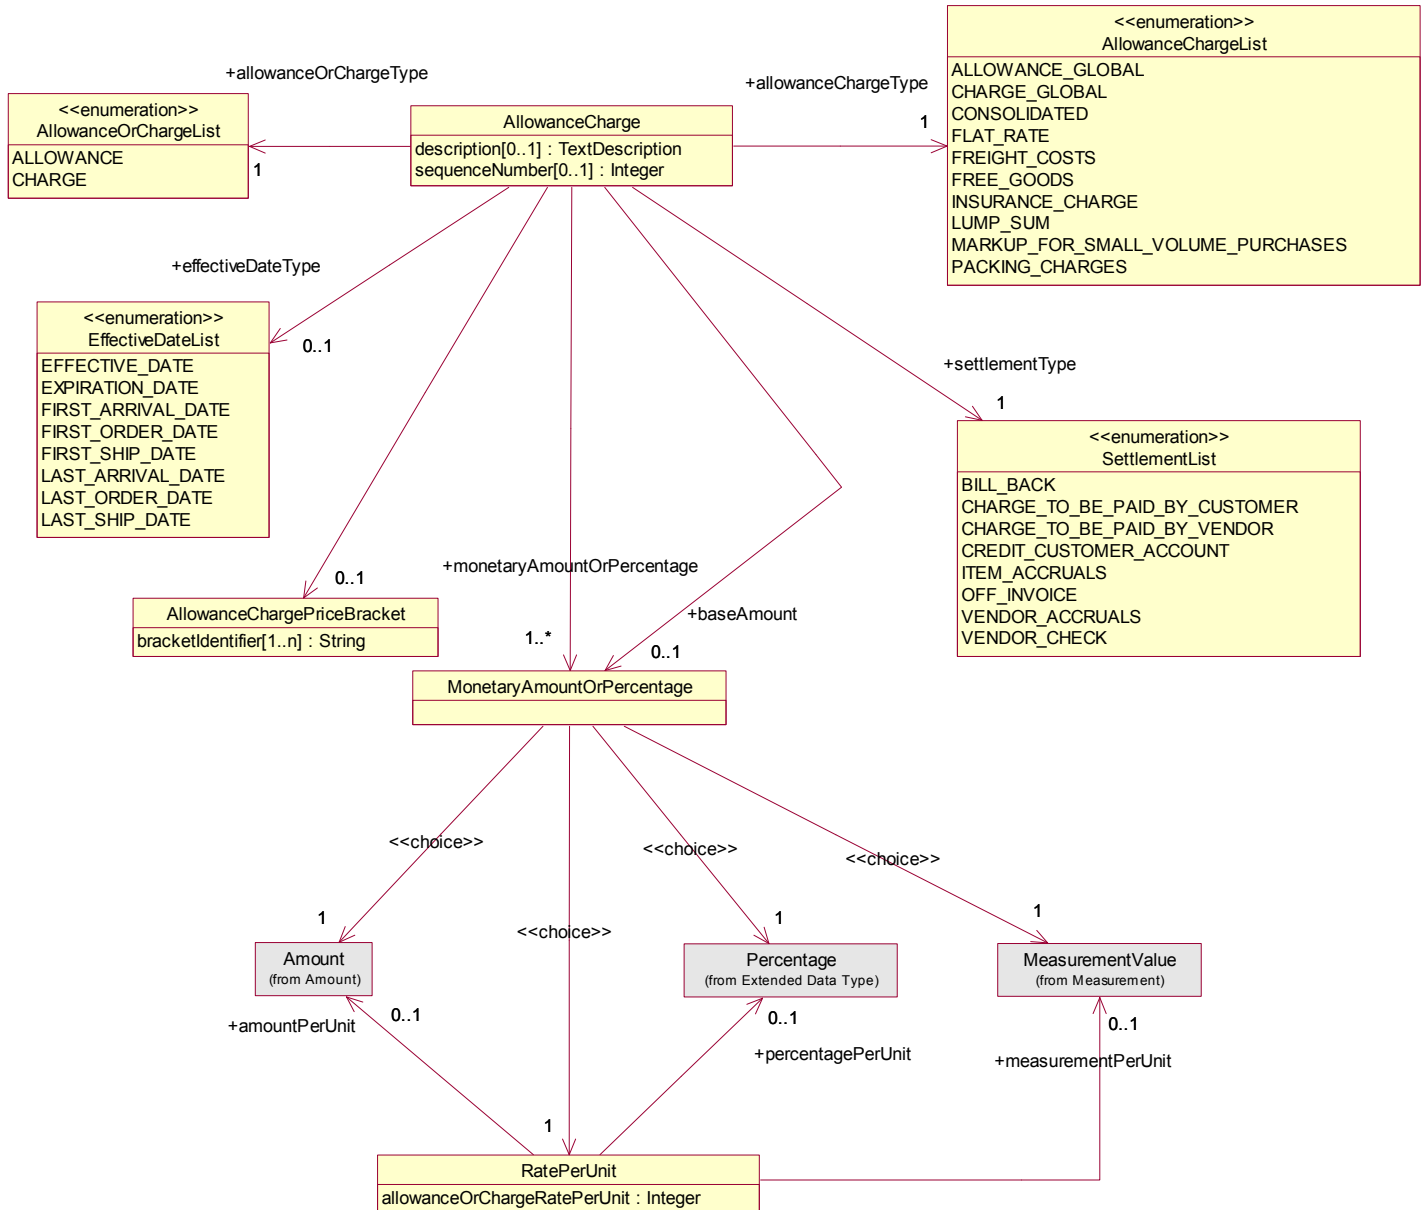 <<enumeration>>
AllowanceChargeList
ALLOWANCE_GLOBAL
CHARGE_GLOBAL
CONSOLIDATED
FLAT_RATE
FREIGHT_COSTS
FREE_GOODS
INSURANCE_CHARGE
LUMP_SUM
MARKUP_FOR_SMALL_VOLUME_PURCHASES
PACKING_CHARGES
+allowanceOrChargeType
+allowanceChargeType
1
<<enumeration>>
AllowanceOrChargeList
ALLOWANCE
CHARGE
1
AllowanceCharge
description[0..1] : TextDescription
sequenceNumber[0..1] : Integer
+effectiveDateType
0..1
<<enumeration>>
EffectiveDateList
EFFECTIVE_DATE
EXPIRATION_DATE
FIRST_ARRIVAL_DATE
FIRST_ORDER_DATE
FIRST_SHIP_DATE
LAST_ARRIVAL_DATE
LAST_ORDER_DATE
LAST_SHIP_DATE
+settlementType
1
<<enumeration>>
SettlementList
BILL_BACK
CHARGE_TO_BE_PAID_BY_CUSTOMER
CHARGE_TO_BE_PAID_BY_VENDOR
CREDIT_CUSTOMER_ACCOUNT
ITEM_ACCRUALS
OFF_INVOICE
VENDOR_ACCRUALS
VENDOR_CHECK
0..1
AllowanceChargePriceBracket
bracketIdentifier[1..n] : String
+monetaryAmountOrPercentage
1..*
+baseAmount
0..1
MonetaryAmountOrPercentage
<<choice>>
<<choice>>
<<choice>>
<<choice>>
1
1
1
Amount
(from Amount)
Percentage
(from Extended Data Type)
MeasurementValue
(from Measurement)
0..1
+amountPerUnit
0..1
+percentagePerUnit
0..1
+measurementPerUnit
1
RatePerUnit
allowanceOrChargeRatePerUnit : Integer